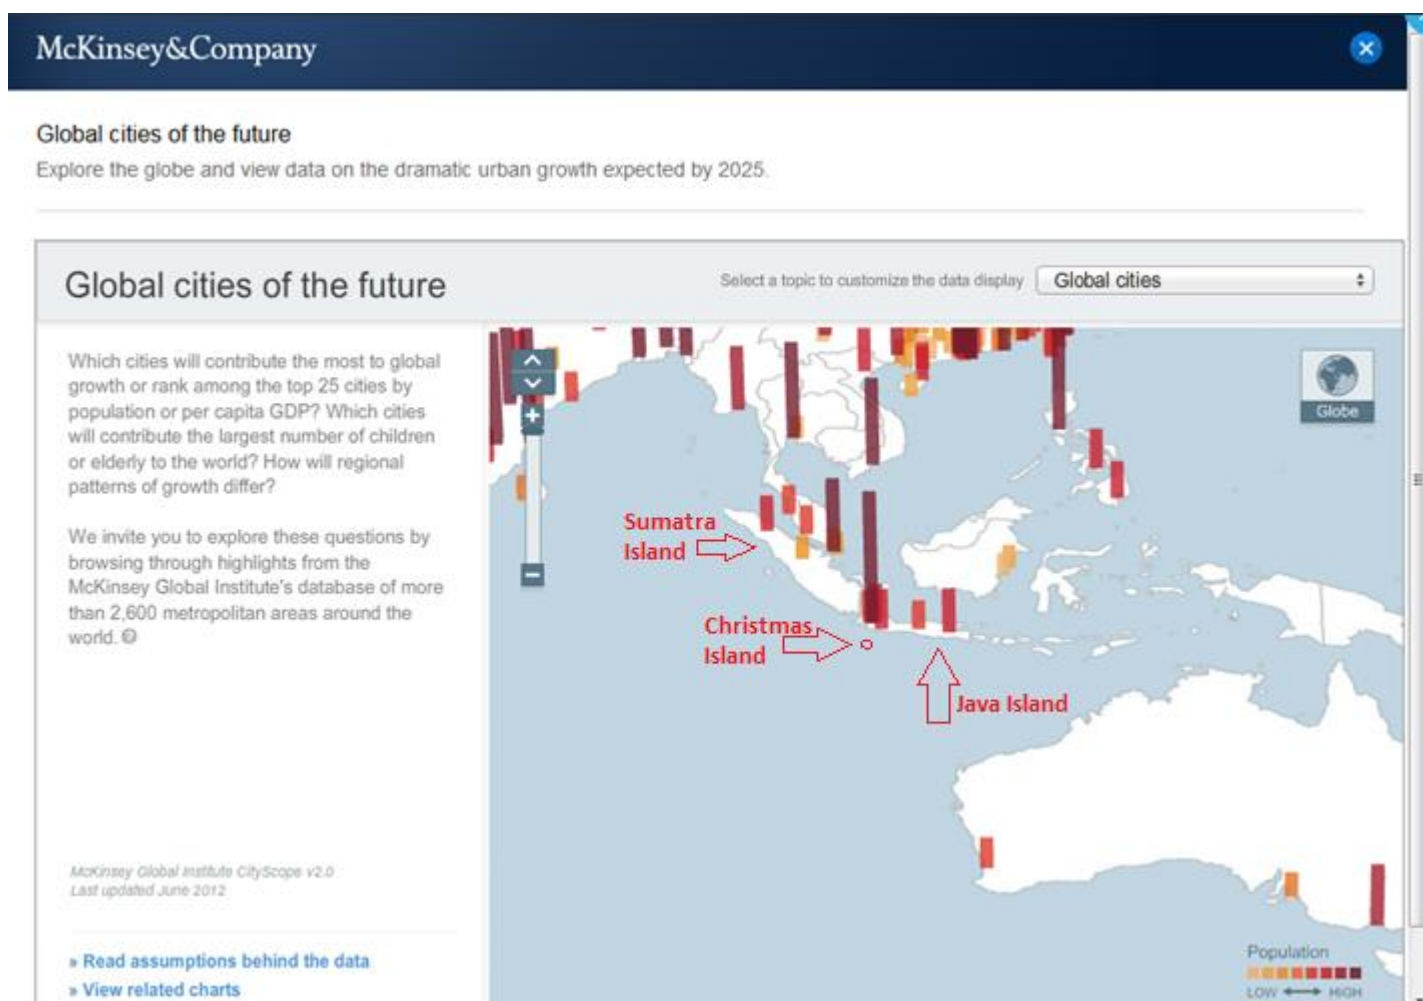 McKinsey&Company
Global cities of the future
Explore the globe and view data on the dramatic urban growth expected by 2025.
Global cities of the future
Select a topic to customize the data display
Global cities
Which cities will contribute the most to global
growth or rank among the top 25 cities by
population or per capita GDP? Which cities
will contribute the largest number of children
or elderly to the world? How will regional
patterns of growth differ?
We invite you to explore these questions by
browsing through highlights from the
McKinsey Global Institute's database of more
than 2,600 metropolitan areas around the
world.
McKinsey Global Institute CityScope v2.0
Last updated June 2012
» Read assumptions behind the data
» View related charts
Globe
Sumatra
Island
Christmas
Island
Java Island
Population
LOW HIGH